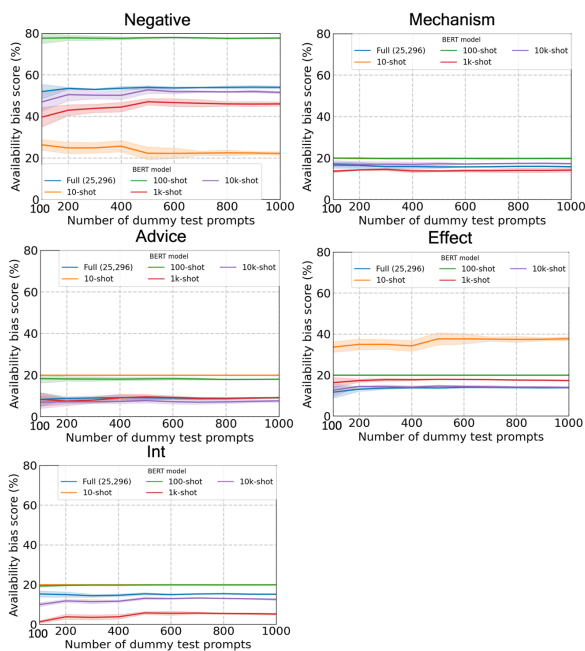 Negative
Availability bias score (%)
80
60
40
20
0
BERT model
Full (25,296) 100-shot 10k-shot
10-shot 1k-shot
100 200 400 600 800 1000
Number of dummy test prompts
Mechanism
Availability bias score (%)
80
60
40
20
0
BERT model
Full (25,296) 100-shot 10k-shot
10-shot 1k-shot
100 200 400 600 800 1000
Number of dummy test prompts
Advice
Availability bias score (%)
80
60
40
20
0
BERT model
Full (25,296) 100-shot 10k-shot
10-shot 1k-shot
100 200 400 600 800 1000
Number of dummy test prompts
Effect
Availability bias score (%)
80
60
40
20
0
BERT model
Full (25,296) 100-shot 10k-shot
10-shot 1k-shot
100 200 400 600 800 1000
Number of dummy test prompts
Int
Availability bias score (%)
80
60
40
20
0
BERT model
Full (25,296) 100-shot 10k-shot
10-shot 1k-shot
100 200 400 600 800 1000
Number of dummy test prompts